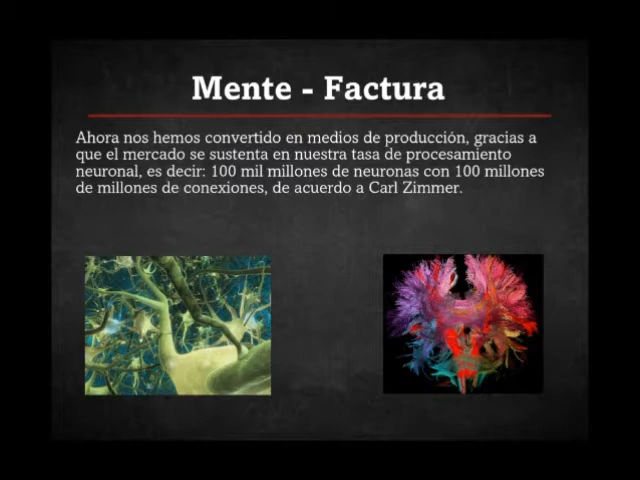 Mente - Factura
Ahora nos hemos convertido en medios de producción, gracias a
que el mercado se sustenta en nuestra tasa de procesamiento
neuronal, es decir: 100 mil millones de neuronas con 100 millones
de millones de conexiones, de acuerdo a Carl Zimmer.